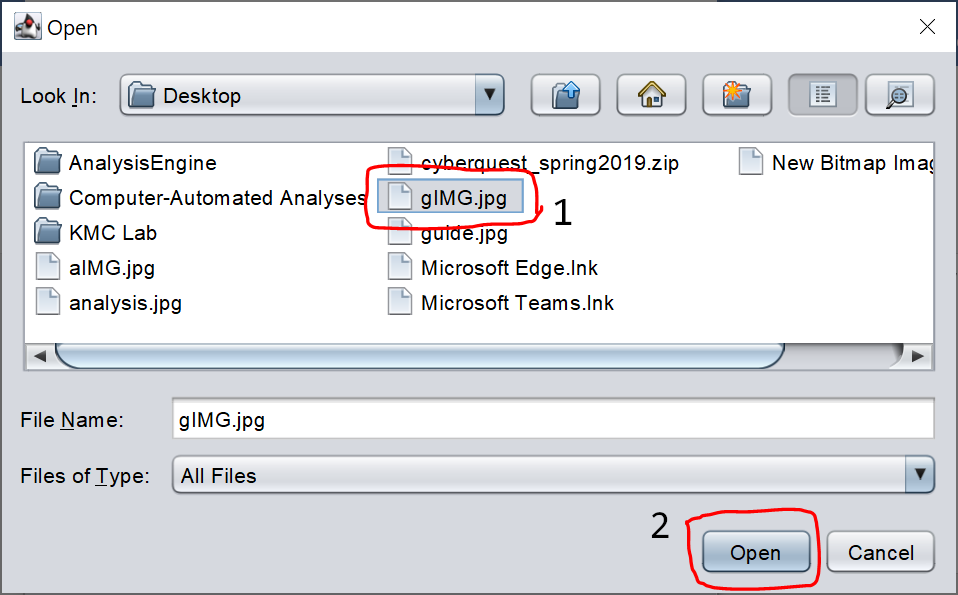 Open
Look In: Desktop
AnalysisEngine cyberquest_spring2019.zip New Bitmap Imag
Computer-Automated Analyses gIMG.jpg 1
KMC Lab guide.jpg
aIMG.jpg Microsoft Edge.lnk
analysis.jpg Microsoft Teams.lnk
File Name: gIMG.jpg
Files of Type: All Files
2 Open Cancel